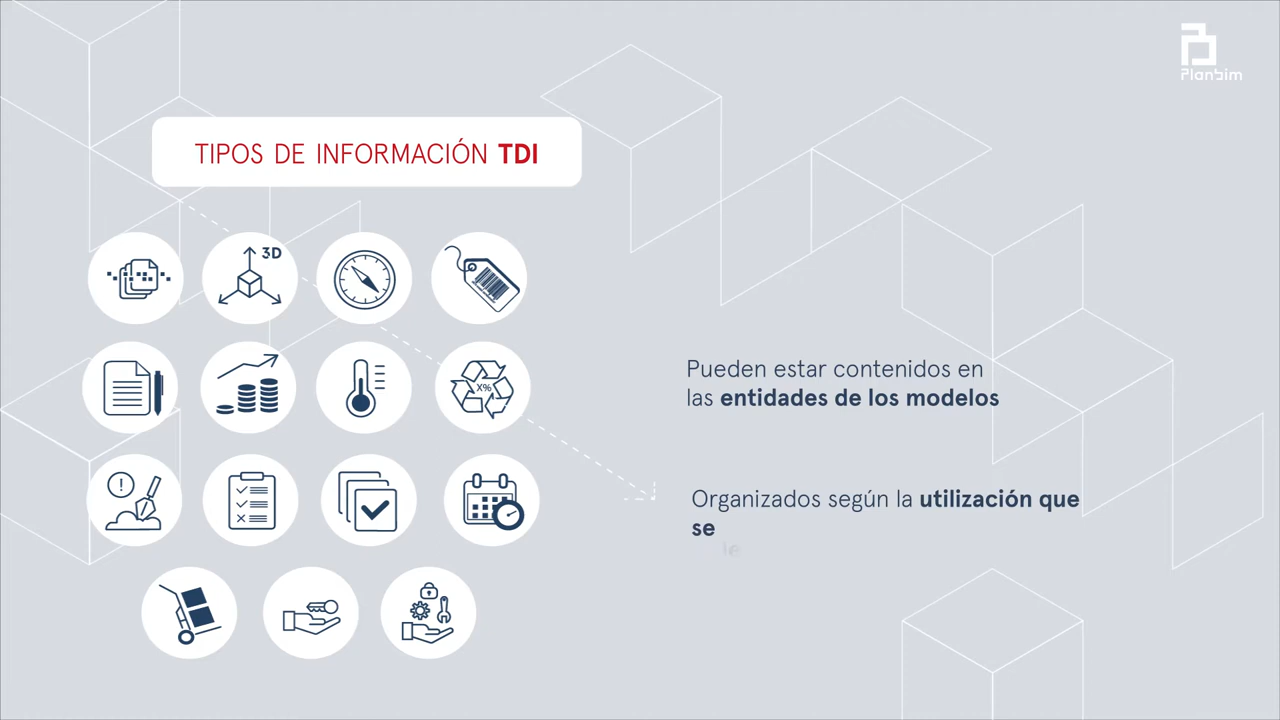 Planbim
TIPOS DE INFORMACIÓN TDI
3D
X%
Pueden estar contenidos en
las entidades de los modelos
Organizados según la utilización que
se
le